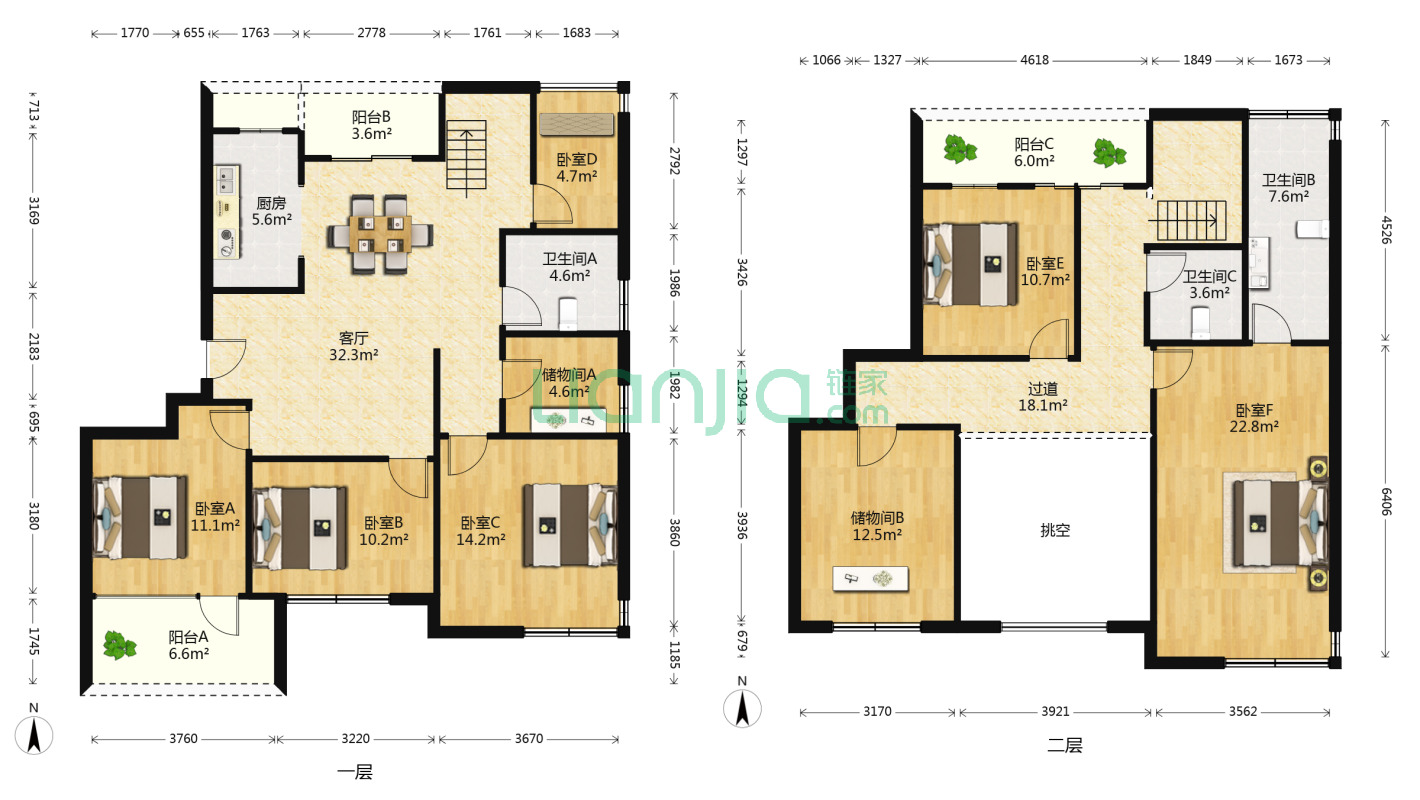 1770 655 1763 2778 1761 1683
713
3169
2183
695
3180
1745
阳台B
3.6m²
卧室D
4.7m²
厨房
5.6m²
卫生间A
4.6m²
客厅
32.3m²
储物间A
4.6m²
卧室A
11.1m²
卧室B
10.2m²
卧室C
14.2m²
阳台A
6.6m²
2792
1986
1982
3860
1185
N
3760 3220 3670
一层
lianjia
链家
.com
1066 1327 4618 1849 1673
1297
3426
1294
3936
679
阳台C
6.0m²
卫生间B
7.6m²
卧室E
10.7m²
卫生间C
3.6m²
过道
18.1m²
卧室F
22.8m²
储物间B
12.5m²
挑空
4526
6406
N
3170 3921 3562
二层